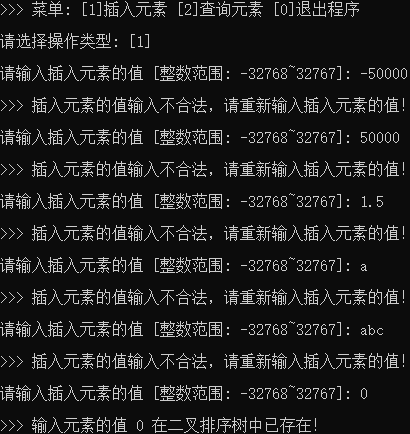 >>> 菜单: [1]插入元素 [2]查询元素 [0]退出程序
请选择操作类型: [1]
请输入插入元素的值 [整数范围: -32768~32767]: -50000
>>> 插入元素的值输入不合法，请重新输入插入元素的值!
请输入插入元素的值 [整数范围: -32768~32767]: 50000
>>> 插入元素的值输入不合法，请重新输入插入元素的值!
请输入插入元素的值 [整数范围: -32768~32767]: 1.5
>>> 插入元素的值输入不合法，请重新输入插入元素的值!
请输入插入元素的值 [整数范围: -32768~32767]: a
>>> 插入元素的值输入不合法，请重新输入插入元素的值!
请输入插入元素的值 [整数范围: -32768~32767]: abc
>>> 插入元素的值输入不合法，请重新输入插入元素的值!
请输入插入元素的值 [整数范围: -32768~32767]: 0
>>> 输入元素的值 0 在二叉排序树中已存在!